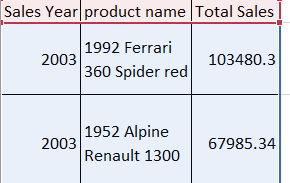 Sales Year product name Total Sales
2003 1992 Ferrari 360 Spider red 103480.3
2003 1952 Alpine Renault 1300 67985.34